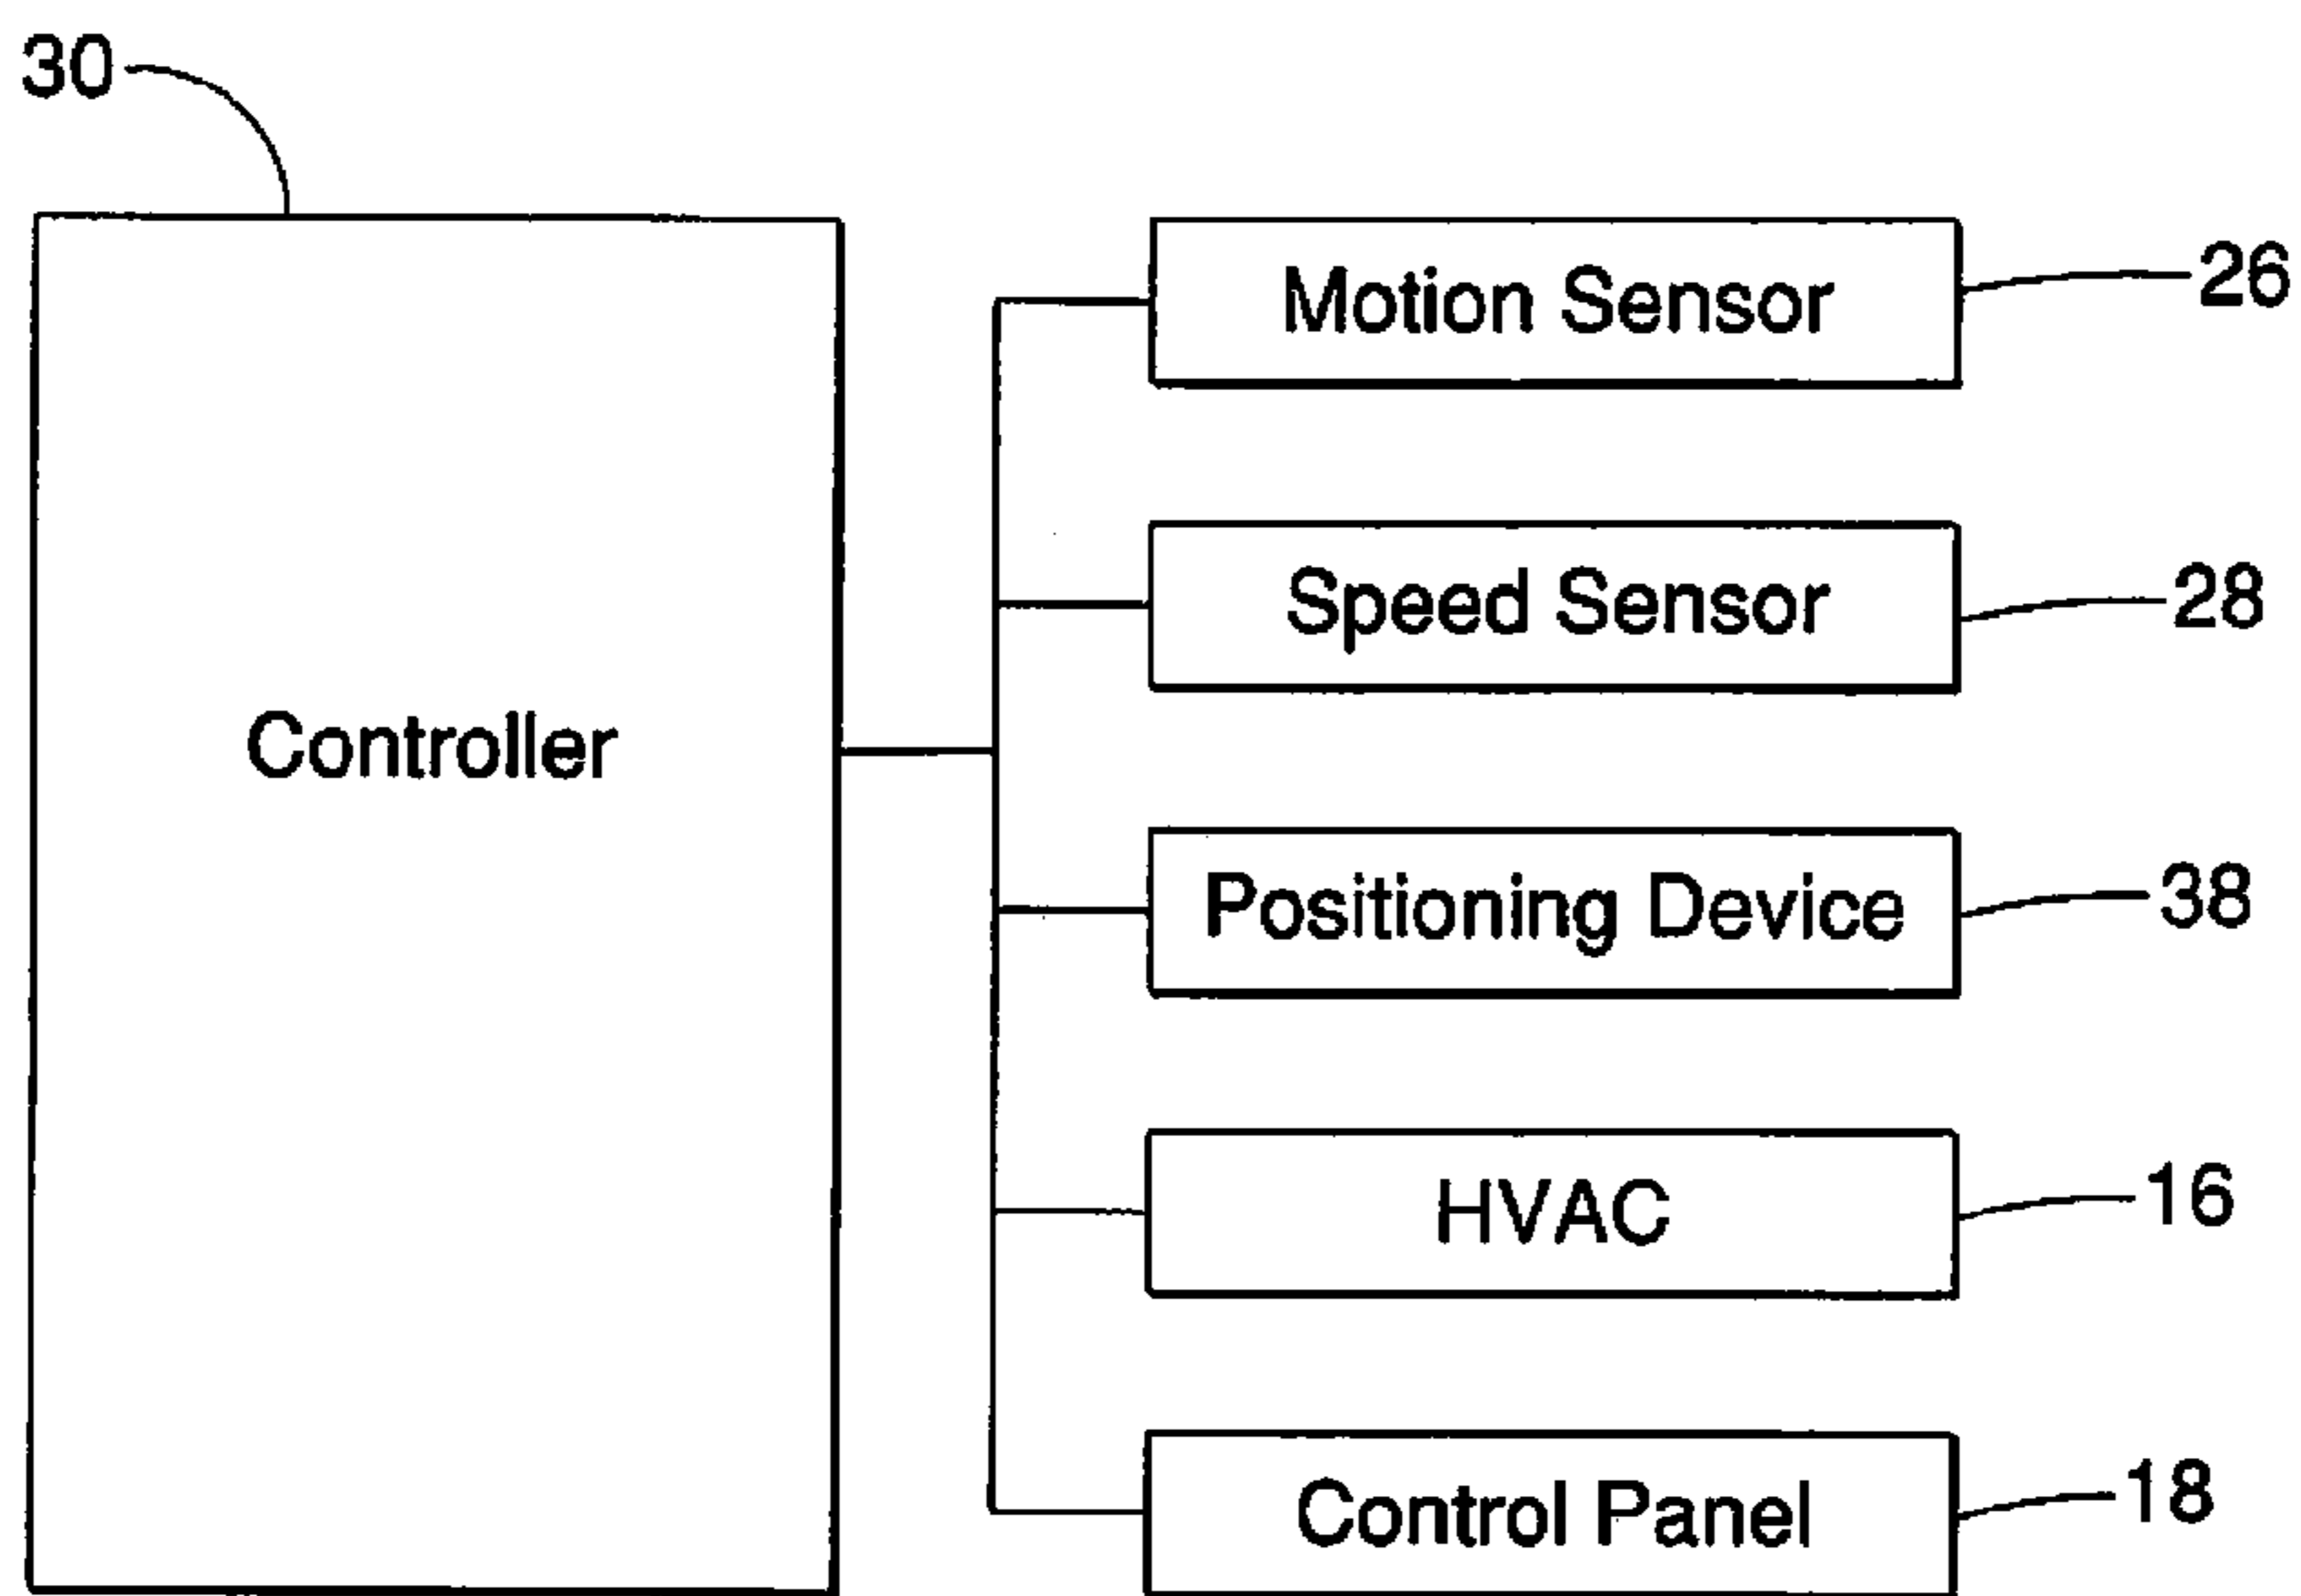 30
Motion Sensor
26
Speed Sensor
28
Controller
Positioning Device
38
HVAC
16
Control Panel
18